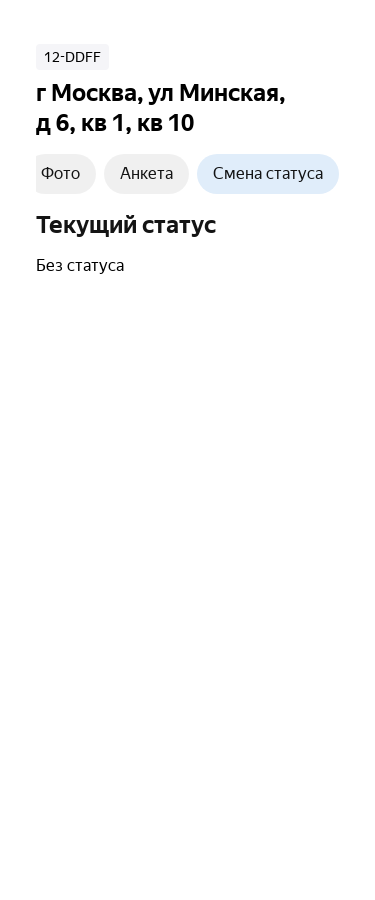 12-DDFF
г Москва, ул Минская,
д 6, кв 1, кв 10
Фото
Анкета
Смена статуса
Текущий статус
Без статуса